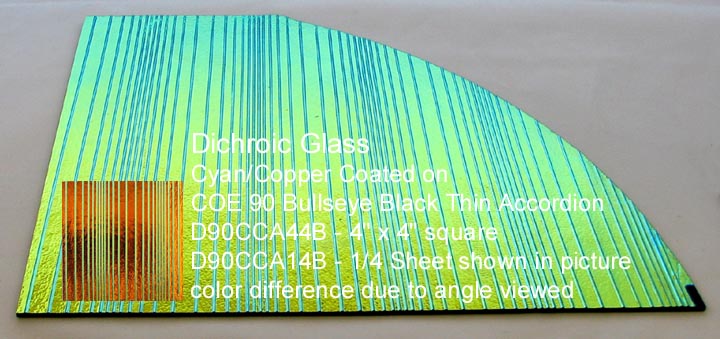 Dichroic Glass
Cyan/Copper Coated on
COE 90 Bullseye Black Thin Accordion
D90CCA44B - 4" x 4" square
D90CCA14B - 1/4 Sheet shown in picture
color difference due to angle viewed